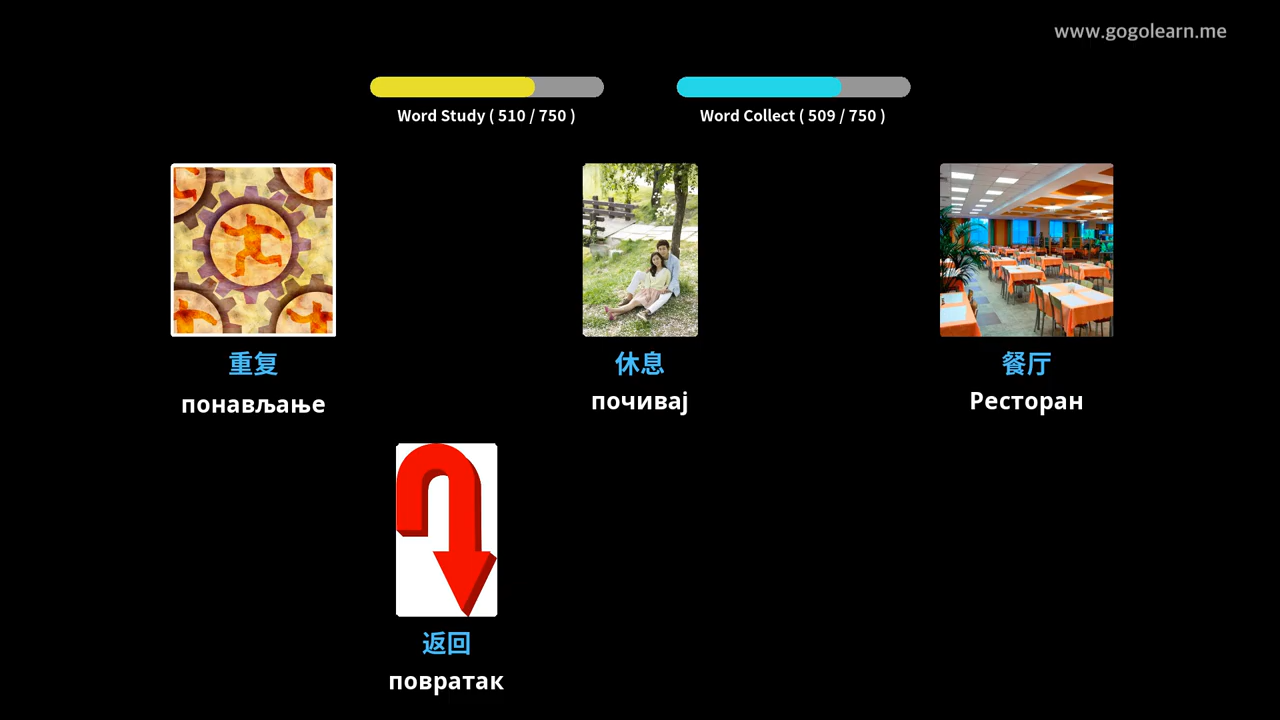 www.gogolearn.me
Word Study ( 510 / 750 )
Word Collect ( 509 / 750 )
重复
понављање
休息
почивај
餐厅
Ресторан
返回
повратак